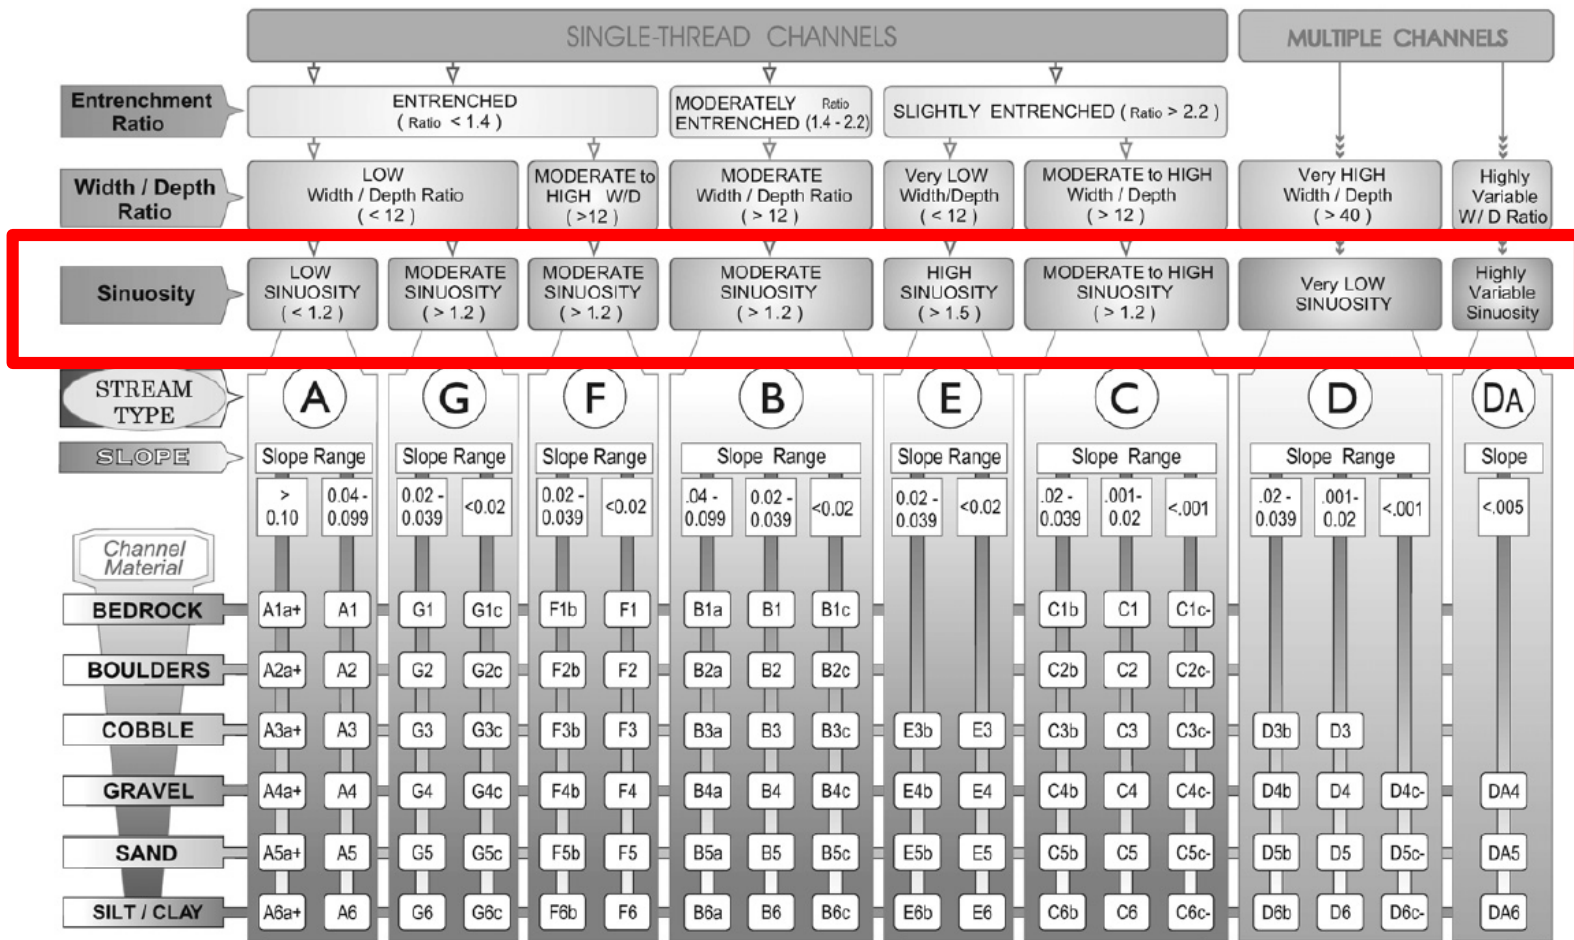 SINGLE-THREAD CHANNELS
MULTIPLE CHANNELS
Entrenchment
Ratio
ENTRENCHED
( Ratio < 1.4 )
MODERATELY Ratio
ENTRENCHED (1.4 - 2.2)
SLIGHTLY ENTRENCHED ( Ratio > 2.2 )
Width / Depth
Ratio
LOW
Width / Depth Ratio
( < 12 )
MODERATE to
HIGH W/D
( >12 )
MODERATE
Width / Depth Ratio
( > 12 )
Very LOW
Width/Depth
( < 12 )
MODERATE to HIGH
Width / Depth
( > 12 )
Very HIGH
Width / Depth
( > 40 )
Highly
Variable
W/ D Ratio
Sinuosity
LOW
SINUOSITY
( < 1.2 )
MODERATE
SINUOSITY
( > 1.2 )
MODERATE
SINUOSITY
( > 1.2 )
MODERATE
SINUOSITY
( > 1.2 )
HIGH
SINUOSITY
( > 1.5 )
MODERATE to HIGH
SINUOSITY
( > 1.2 )
Very LOW
SINUOSITY
Highly
Variable
Sinuosity
STREAM
TYPE
A G F B E C D DA
SLOPE
Slope Range Slope Range Slope Range Slope Range Slope Range Slope Range Slope Range Slope
>
0.10
0.04 -
0.099
0.02 -
0.039
<0.02
0.02 -
0.039
<0.02
.04 -
0.099
0.02 -
0.039
<0.02
0.02 -
0.039
<0.02
.02 -
0.039
.001-
0.02
<.001
.02 -
0.039
.001-
0.02
<.001
<.005
Channel
Material
BEDROCK A1a+ A1 G1 G1c F1b F1 B1a B1 B1c C1b C1 C1c-
BOULDERS A2a+ A2 G2 G2c F2b F2 B2a B2 B2c C2b C2 C2c-
COBBLE A3a+ A3 G3 G3c F3b F3 B3a B3 B3c E3b E3 C3b C3 C3c- D3b D3
GRAVEL A4a+ A4 G4 G4c F4b F4 B4a B4 B4c E4b E4 C4b C4 C4c- D4b D4 D4c- DA4
SAND A5a+ A5 G5 G5c F5b F5 B5a B5 B5c E5b E5 C5b C5 C5c- D5b D5 D5c- DA5
SILT / CLAY A6a+ A6 G6 G6c F6b F6 B6a B6 B6c E6b E6 C6b C6 C6c- D6b D6 D6c- DA6